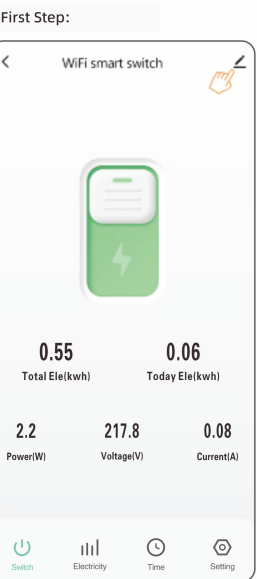 First Step:
WiFi smart switch
0.55 0.06
Total Ele(kwh) Today Ele(kwh)
2.2 217.8 0.08
Power(W) Voltage(V) Current(A)
Switch Electricity Time Setting